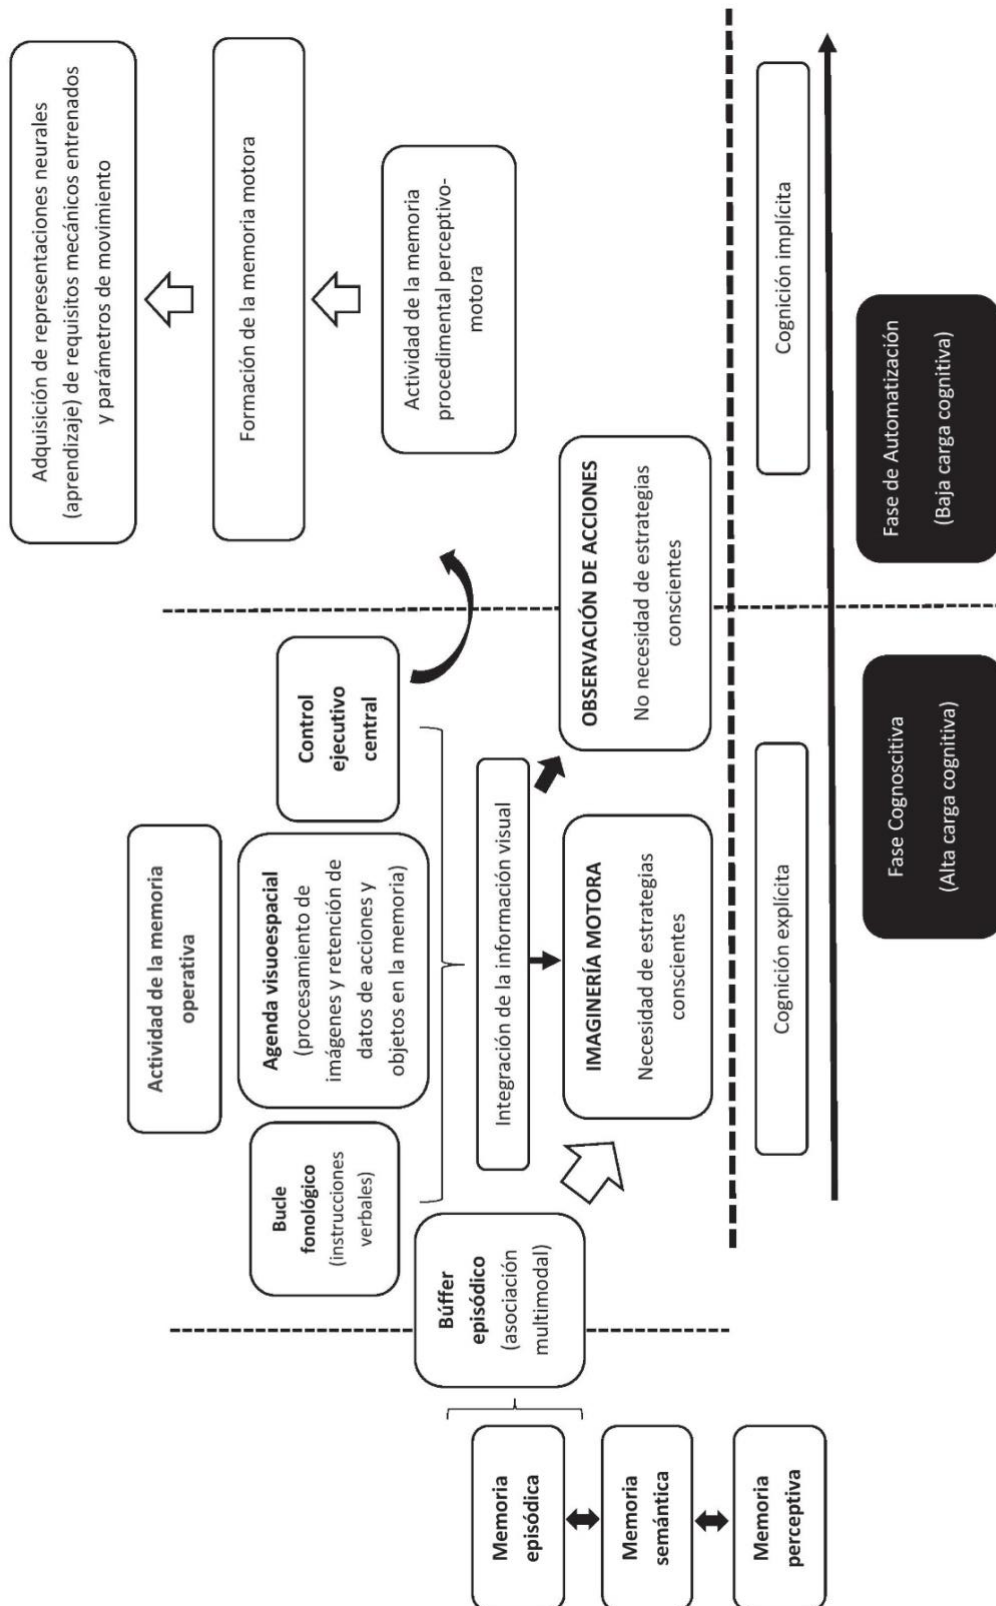 Actividad de la memoria
operativa
Bucle
fonológico
(instrucciones
verbales)
Agenda visuoespacial
(procesamiento de
imágenes y retención de
datos de acciones y
objetos en la memoria)
Control
ejecutivo
central
Búffer
episódico
(asociación
multimodal)
Memoria
episódica
Memoria
semántica
Memoria
perceptiva
Integración de la información visual
IMAGINERÍA MOTORA
Necesidad de estrategias
conscientes
OBSERVACIÓN DE ACCIONES
No necesidad de estrategias
conscientes
Adquisición de representaciones neurales
(aprendizaje) de requisitos mecánicos entrenados
y parámetros de movimiento
Formación de la memoria motora
Actividad de la memoria
procedimental perceptivo-
motora
Cognición explícita
Cognición implícita
Fase Cognoscitiva
(Alta carga cognitiva)
Fase de Automatización
(Baja carga cognitiva)